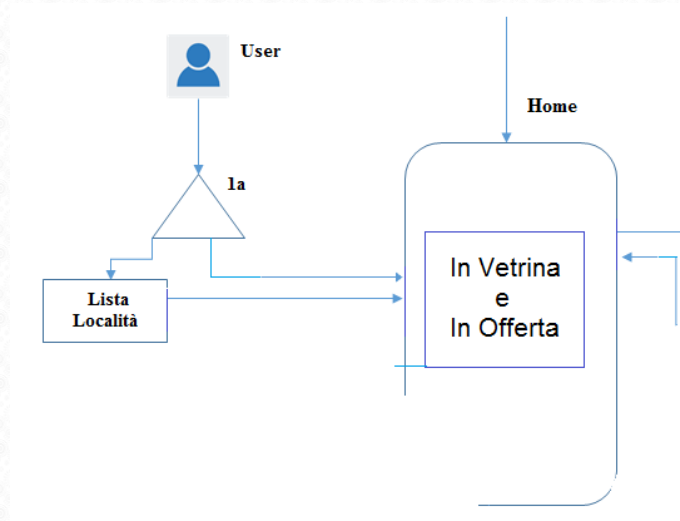 User
Home
1a
Lista
Località
In Vetrina
e
In Offerta